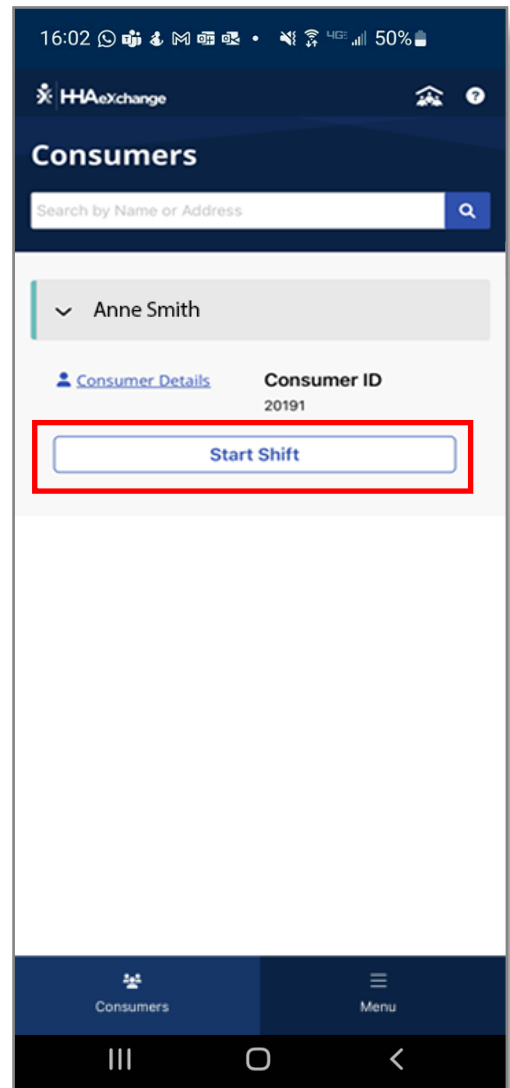 16:02 4GE 50%
HHAeXchange
Consumers
Search by Name or Address
Anne Smith
Consumer Details Consumer ID
20191
Start Shift
Consumers Menu